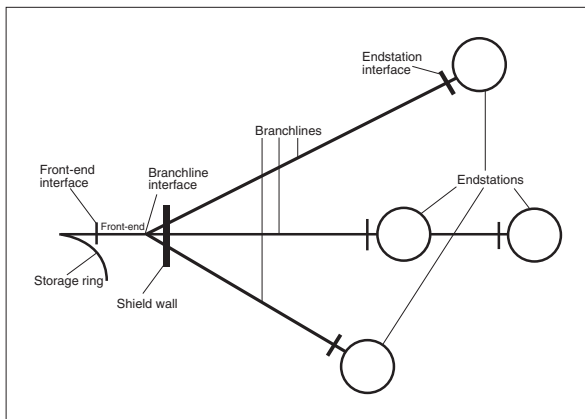 Endstation
interface
Branchlines
Front-end
interface
Branchline
interface
Endstations
Front-end
Storage ring
Shield wall